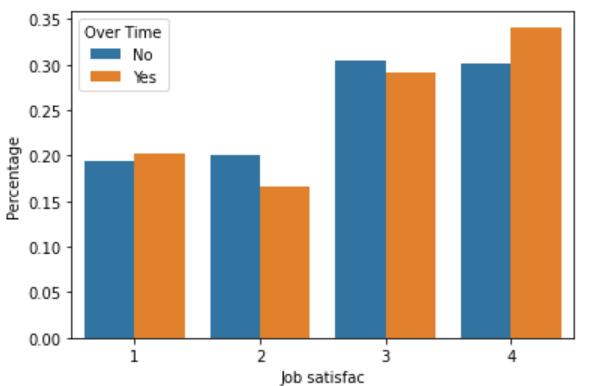 0.35
0.30
0.25
0.20
0.15
0.10
0.05
0.00
Percentage
Over Time
No
Yes
1 2 3 4
Job satisfac